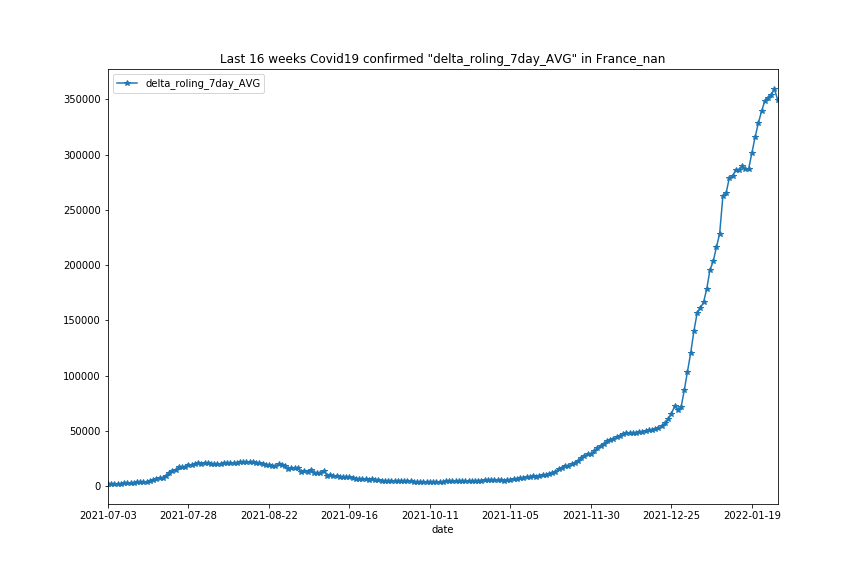 Last 16 weeks Covid19 confirmed "delta_roling_7day_AVG" in France_nan
delta_roling_7day_AVG
350000
300000
250000
200000
150000
100000
50000
0
2021-07-03 2021-07-28 2021-08-22 2021-09-16 2021-10-11 2021-11-05 2021-11-30 2021-12-25 2022-01-19
date